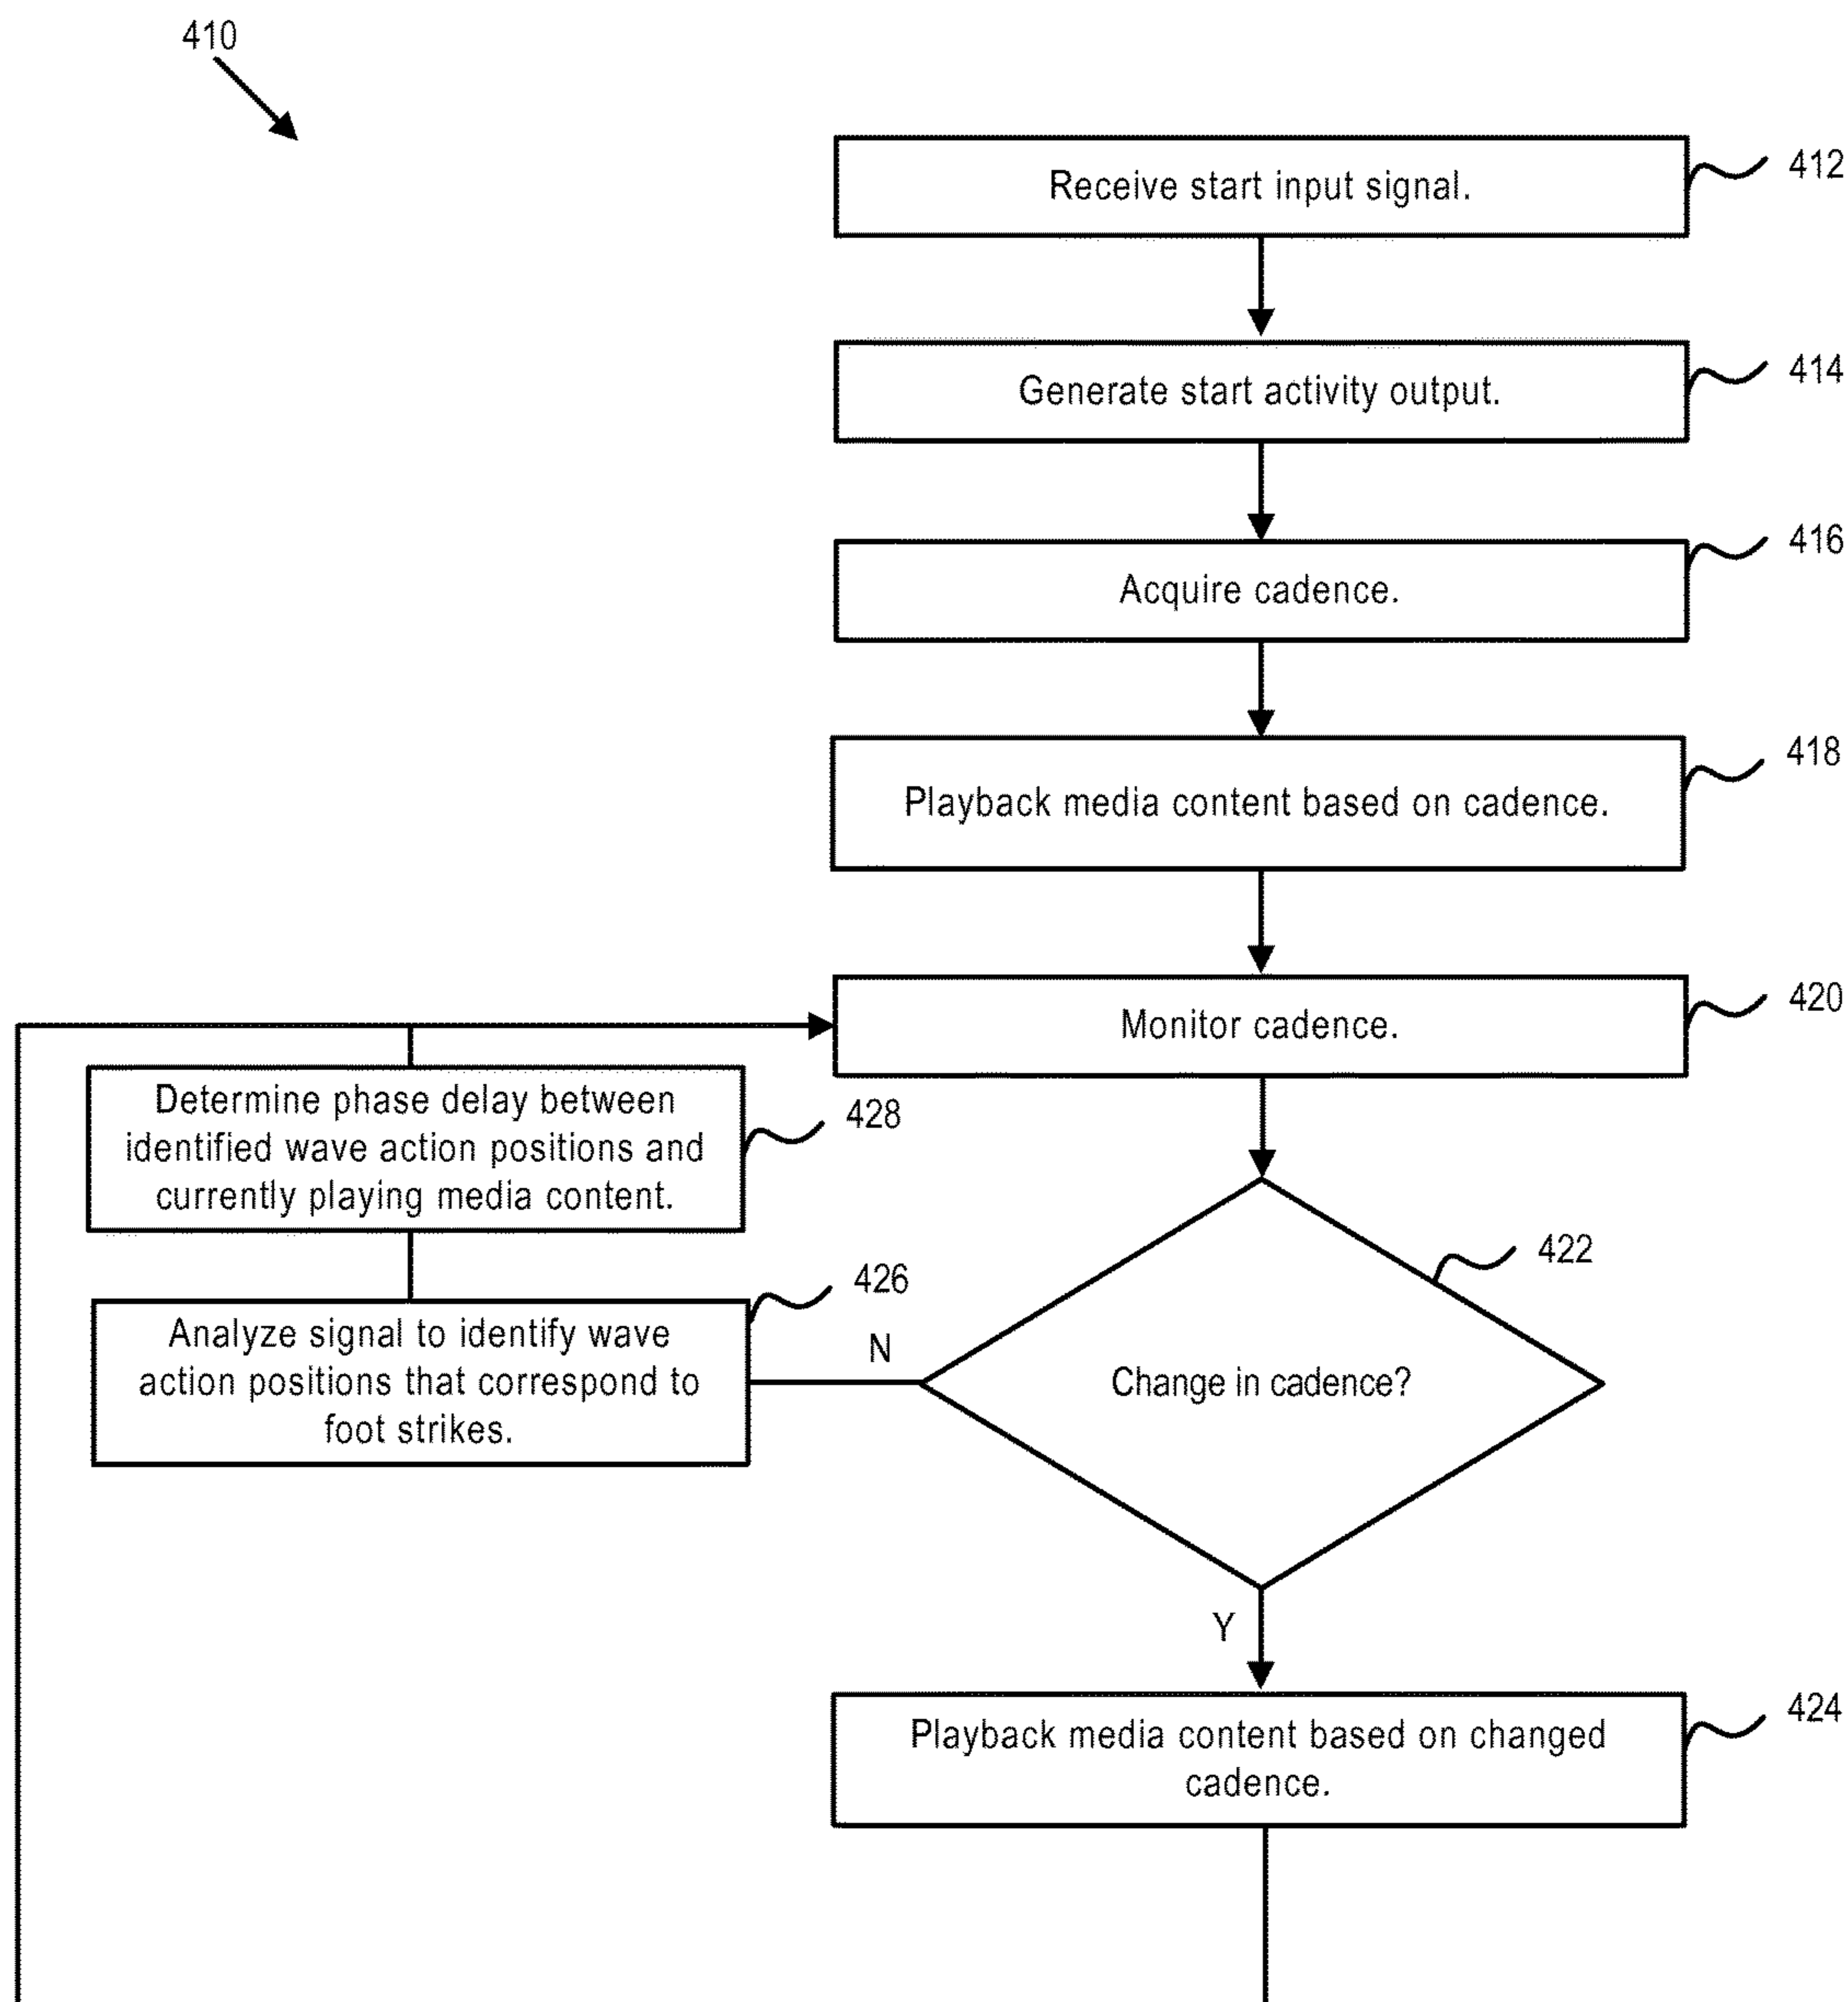 410
Receive start input signal.
412
Generate start activity output.
414
Acquire cadence.
416
Playback media content based on cadence.
418
Monitor cadence.
420
Determine phase delay between
identified wave action positions and
currently playing media content.
428
Change in cadence?
422
N
Analyze signal to identify wave
action positions that correspond to
foot strikes.
426
Y
Playback media content based on changed
cadence.
424